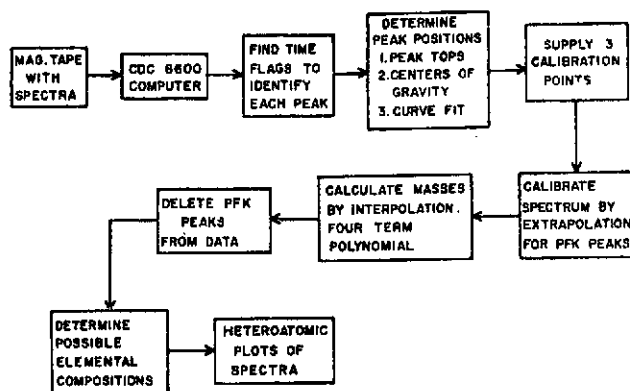 MAG. TAPE
WITH
SPECTRA
CDC 6600
COMPUTER
FIND TIME
FLAGS TO
IDENTIFY
EACH PEAK
DETERMINE
PEAK POSITIONS
1. PEAK TOPS
2. CENTERS OF
GRAVITY
3. CURVE FIT
SUPPLY 3
CALIBRATION
POINTS
CALIBRATE
SPECTRUM BY
EXTRAPOLATION
FOR PFK PEAKS
CALCULATE MASSES
BY INTERPOLATION.
FOUR TERM
POLYNOMIAL
DELETE PFK
PEAKS
FROM DATA
DETERMINE
POSSIBLE
ELEMENTAL
COMPOSITIONS
HETEROATOMIC
PLOTS OF
SPECTRA